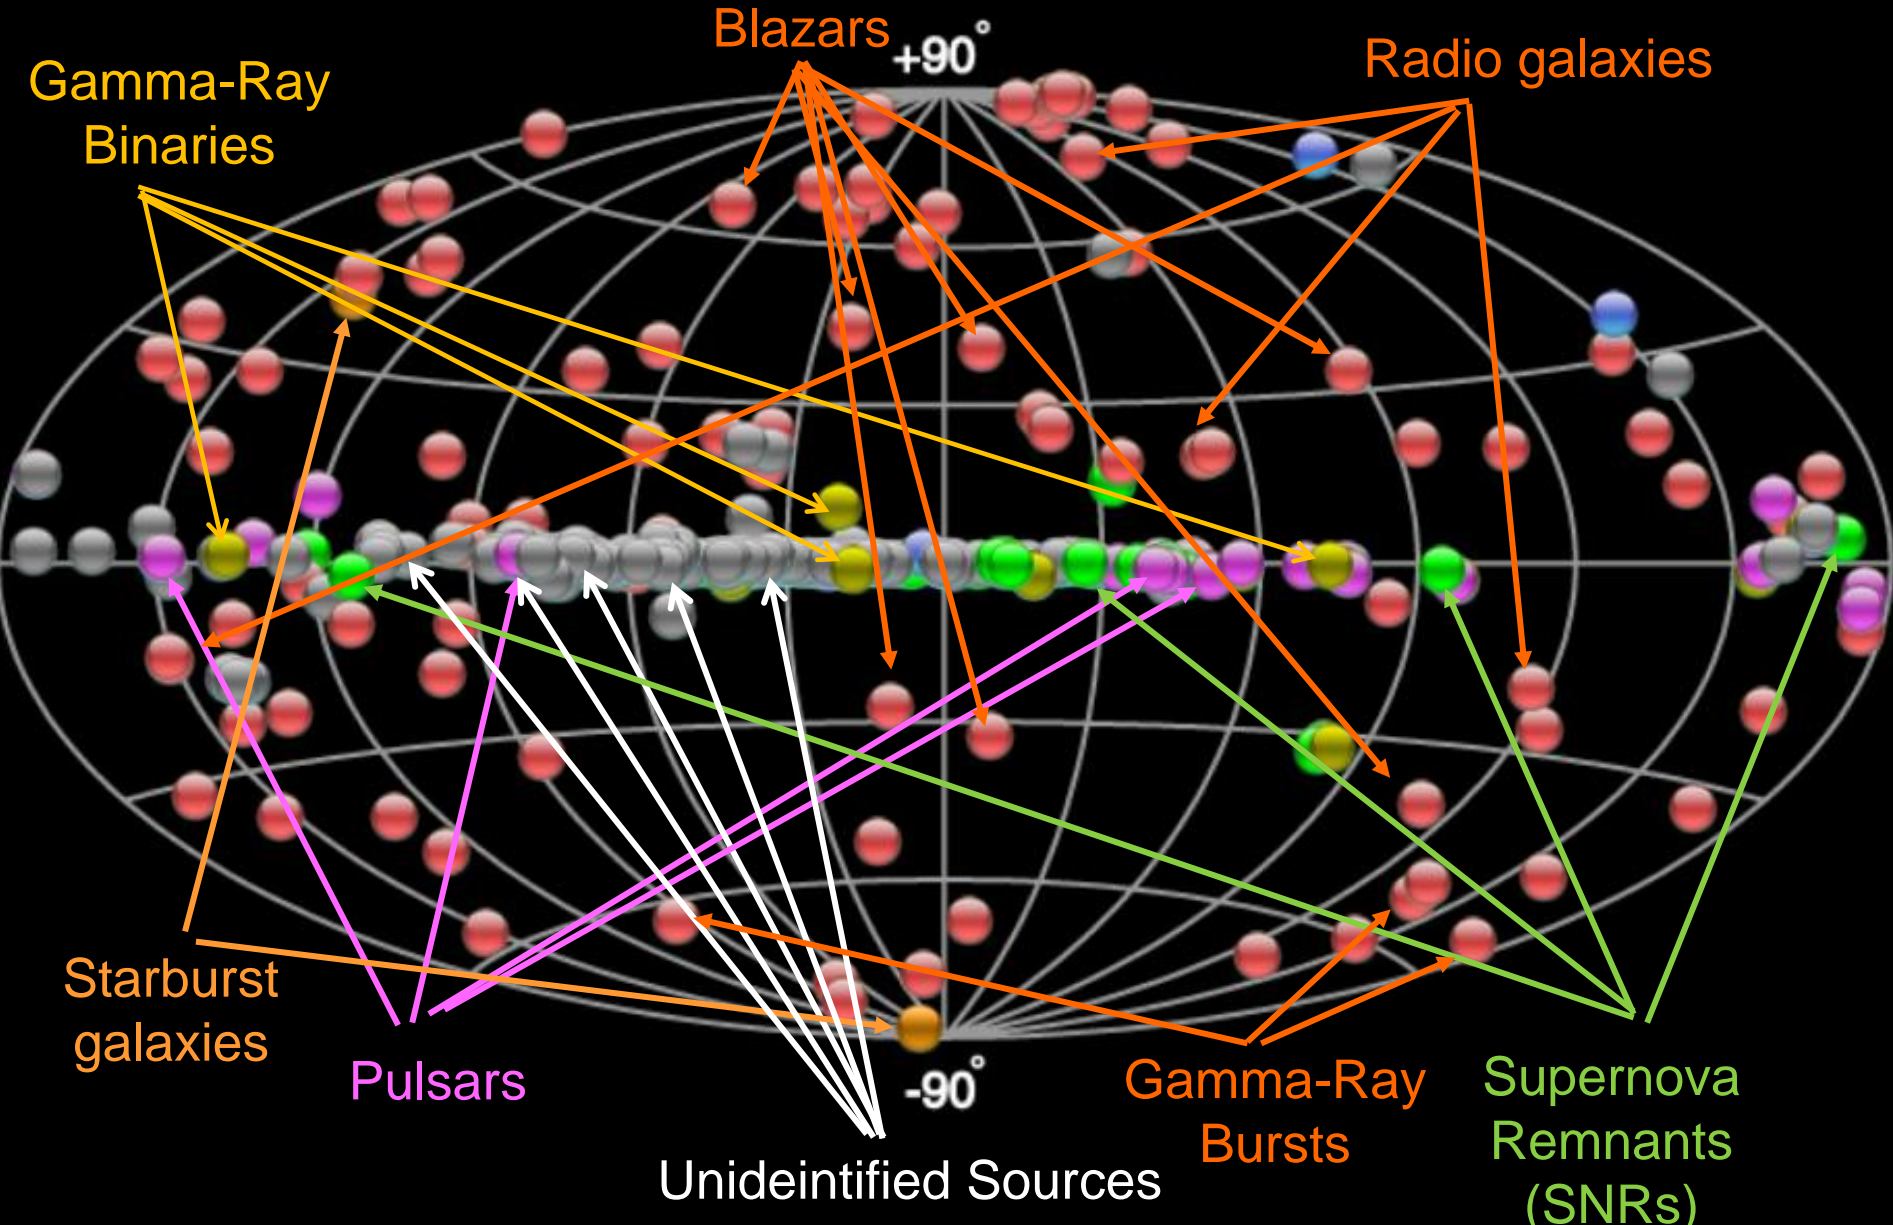 Blazars
+90°
Radio galaxies
Gamma-Ray
Binaries
Starburst
galaxies
Pulsars
-90°
Unideintified Sources
Gamma-Ray
Bursts
Supernova
Remnants
(SNRs)